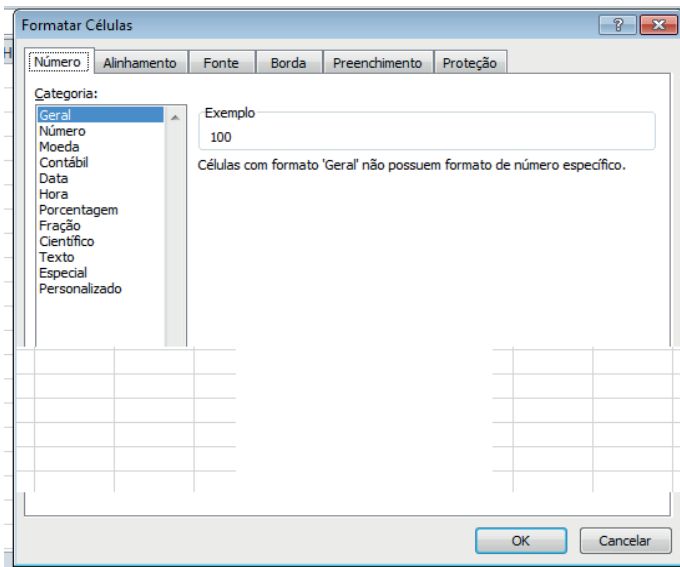 Formatar Células
H
Número Alinhamento Fonte Borda Preenchimento Proteção
Categoria:
Geral
Número
Moeda
Contábil
Data
Hora
Porcentagem
Fração
Científico
Texto
Especial
Personalizado
Exemplo
100
Células com formato 'Geral' não possuem formato de número específico.
OK Cancelar